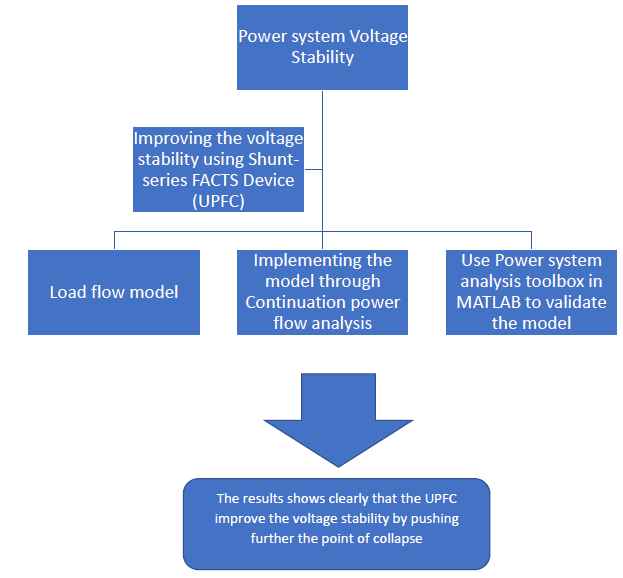 Power system Voltage
Stability
Improving the voltage
stability using Shunt-
series FACTS Device
(UPFC)
Load flow model
Implementing the
model through
Continuation power
flow analysis
Use Power system
analysis toolbox in
MATLAB to validate
the model
The results shows clearly that the UPFC
improve the voltage stability by pushing
further the point of collapse